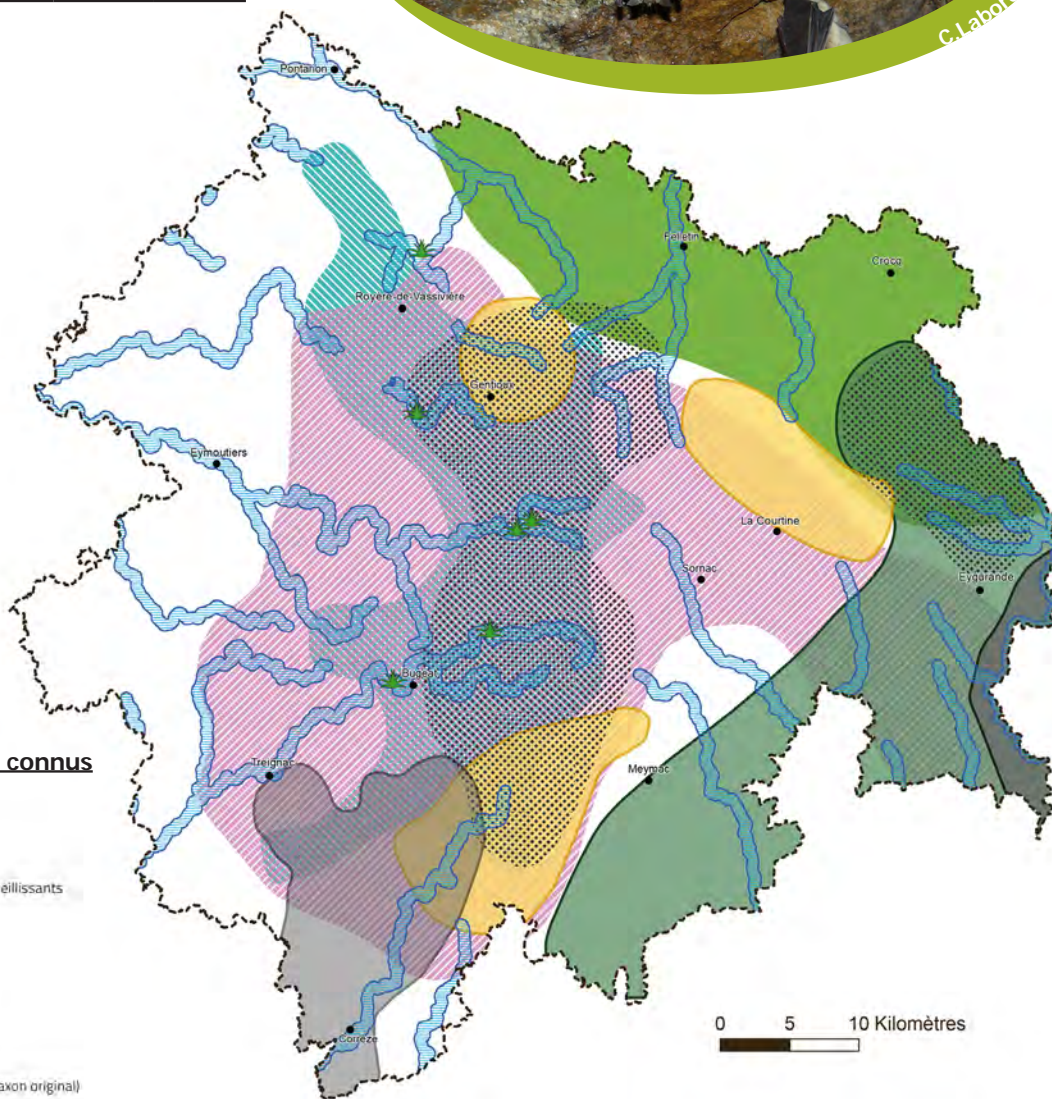 C.Labor
Pontarion
Felletin
Crocq
Royère-de-Vassivière
Gentioux
Eymoutiers
La Courtine
Sornac
Eygurande
Bugeat
connus
Treignac
Meymac
eillissants
0 5 10 Kilomètres
Corrèze
axon original)